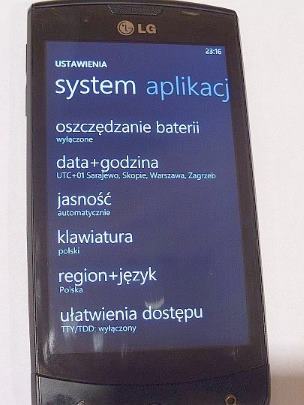 LG
23:16
USTAWIENIA
system aplikacj
oszczędzanie baterii
wyłączone
data+godzina
UTC+01 Sarajewo, Skopie, Warszawa, Zagrzeb
jasność
automatycznie
klawiatura
polski
region+język
Polska
ułatwienia dostępu
TTY/TDD: wyłączony